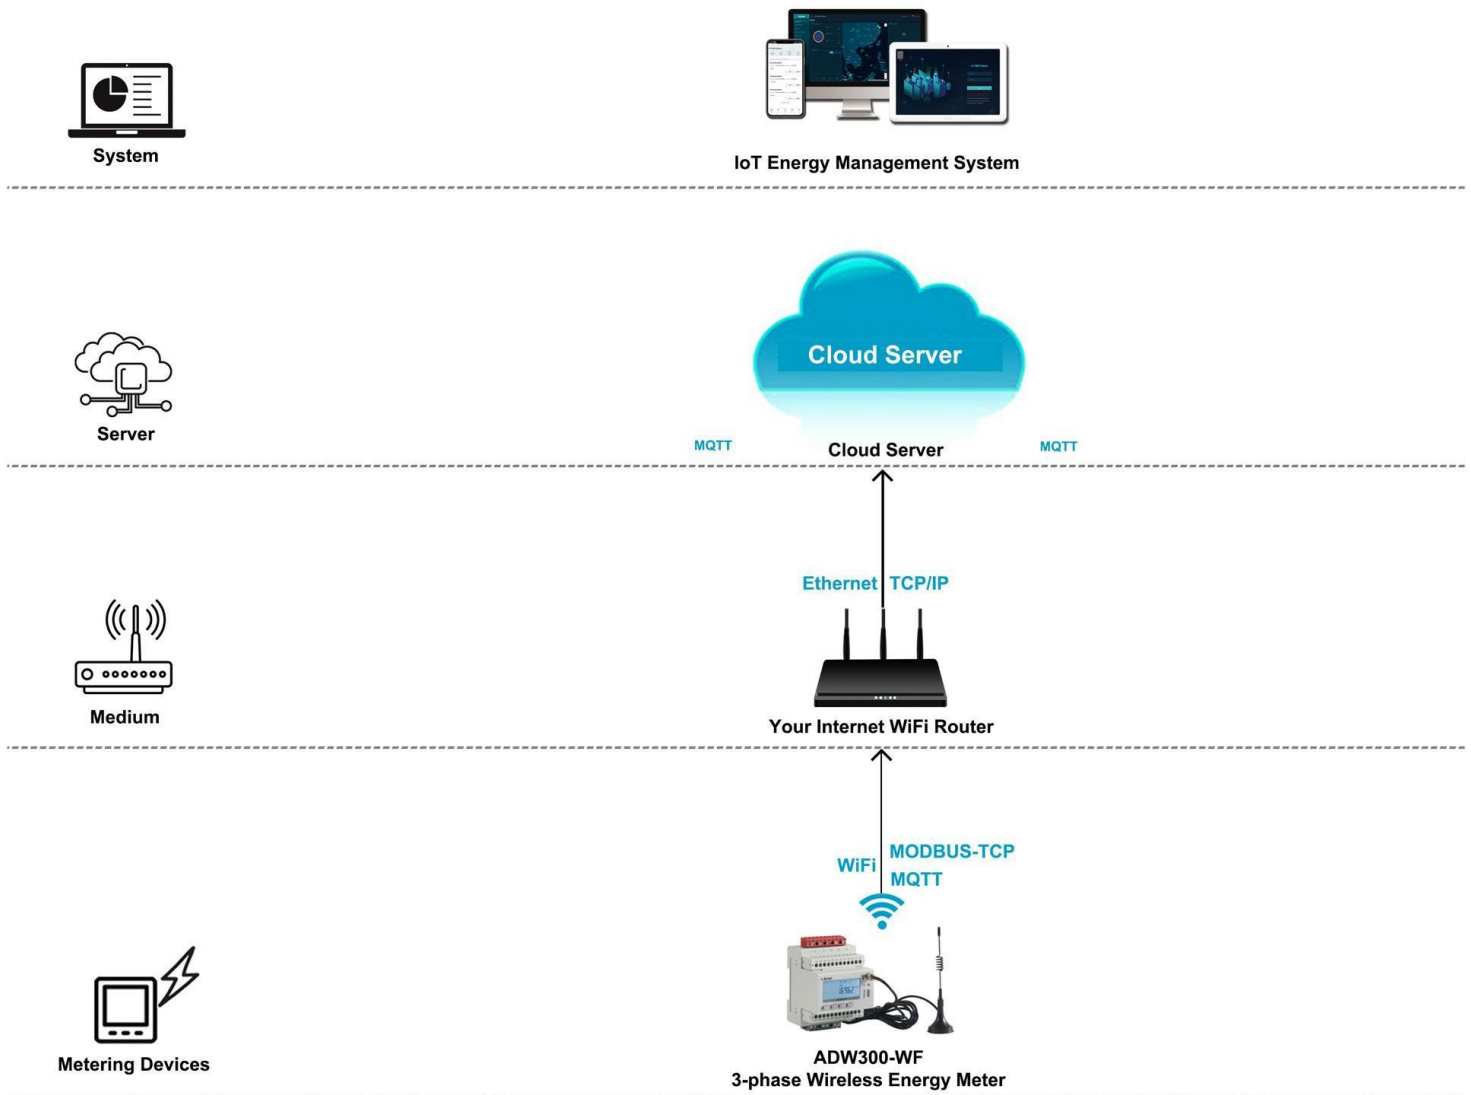 System
IoT Energy Management System
Cloud Server
Server
MQTT
Cloud Server
MQTT
Ethernet TCP/IP
Medium
Your Internet WiFi Router
WiFi
MODBUS-TCP
MQTT
Metering Devices
ADW300-WF
3-phase Wireless Energy Meter